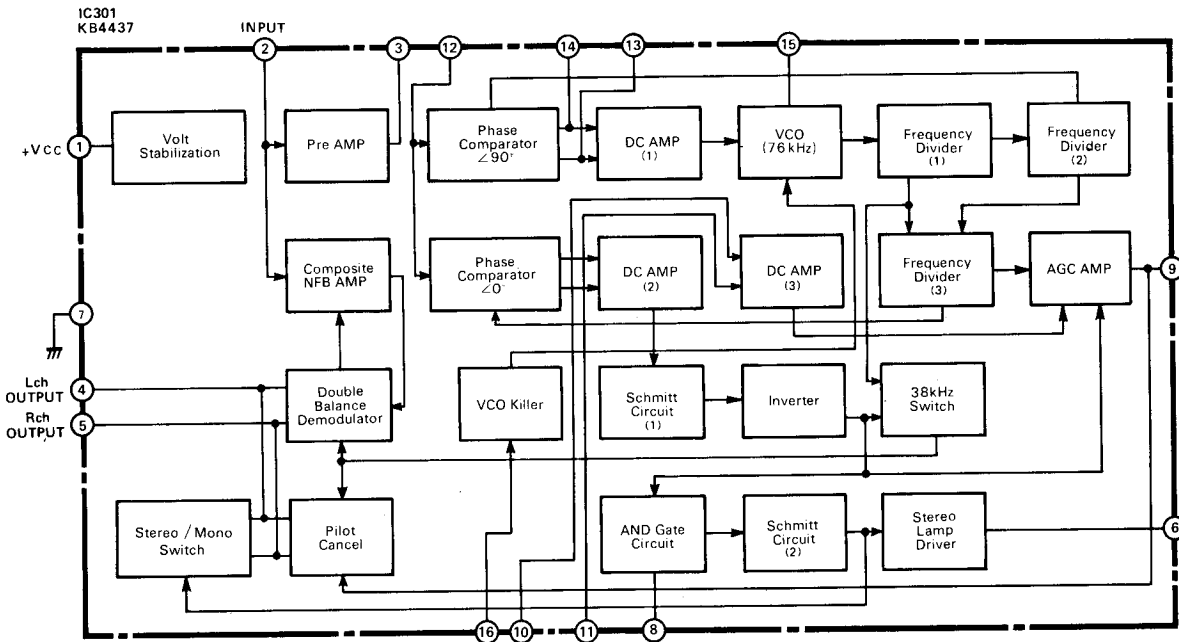 IC301
KB4437
INPUT
2
3
12
14
13
15
+VCC
1
Volt
Stabilization
Pre AMP
Phase
Comparator
∠90°
DC AMP
(1)
VCO
(76kHz)
Frequency
Divider
(1)
Frequency
Divider
(2)
Composite
NFB AMP
Phase
Comparator
∠0°
DC AMP
(2)
DC AMP
(3)
Frequency
Divider
(3)
AGC AMP
9
7
Lch
OUTPUT
4
Rch
OUTPUT
5
Double
Balance
Demodulator
VCO Killer
Schmitt
Circuit
(1)
Inverter
38kHz
Switch
Stereo / Mono
Switch
Pilot
Cancel
AND Gate
Circuit
Schmitt
Circuit
(2)
Stereo
Lamp
Driver
6
16
10
11
8